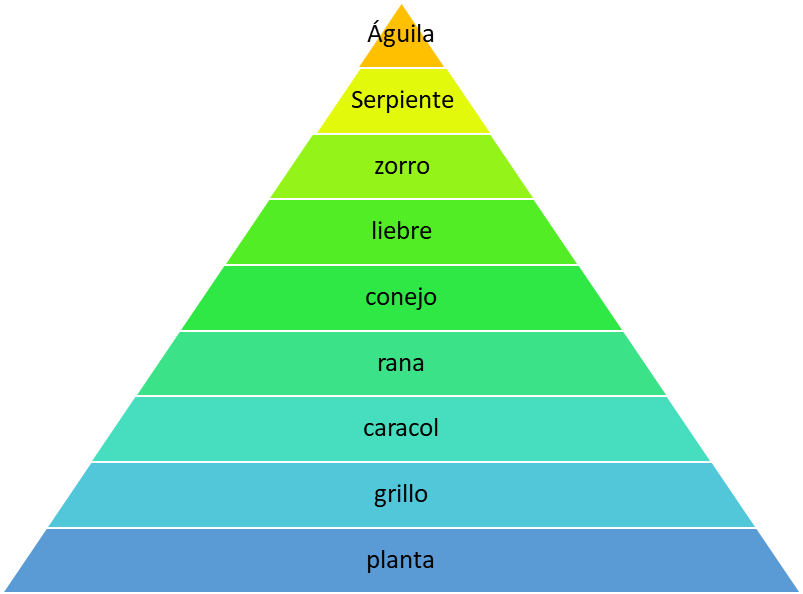 Águila
Serpiente
zorro
liebre
conejo
rana
caracol
grillo
planta